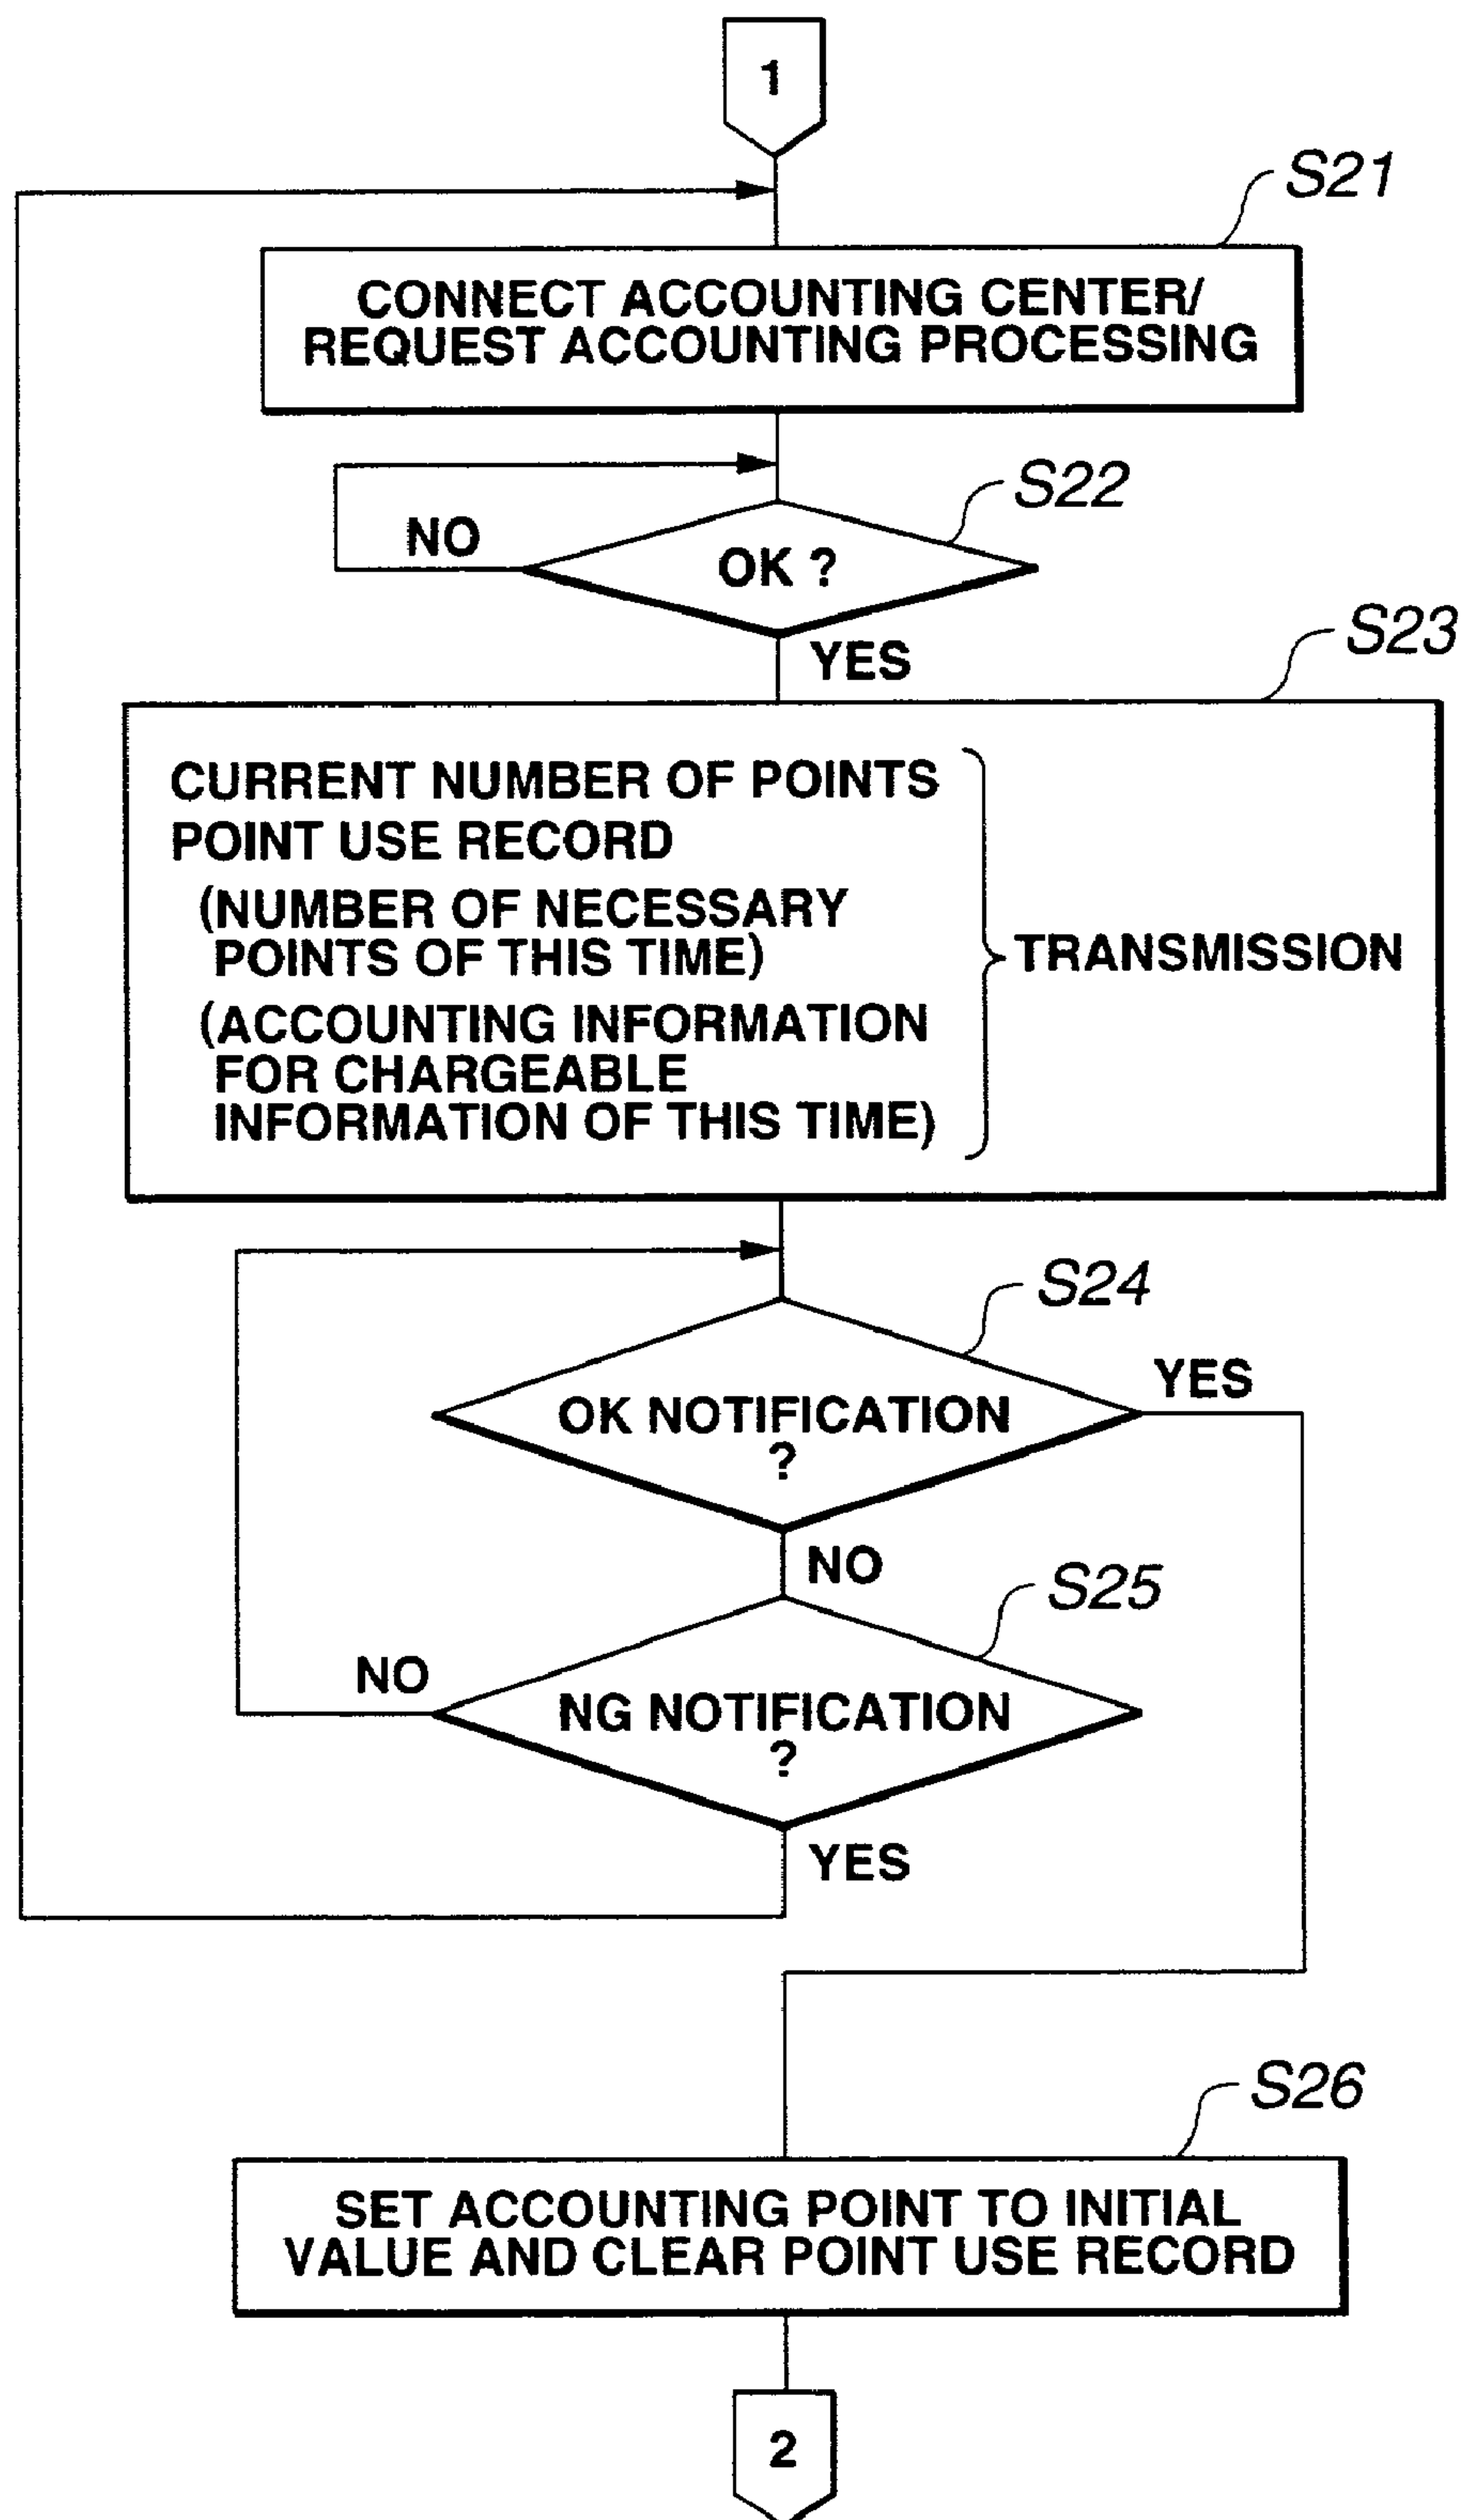 1
S21
CONNECT ACCOUNTING CENTER/
REQUEST ACCOUNTING PROCESSING
S22
NO
OK ?
YES
S23
CURRENT NUMBER OF POINTS
POINT USE RECORD
(NUMBER OF NECESSARY
POINTS OF THIS TIME)
TRANSMISSION
(ACCOUNTING INFORMATION
FOR CHARGEABLE
INFORMATION OF THIS TIME)
S24
YES
OK NOTIFICATION
?
NO
S25
NO
NG NOTIFICATION
?
YES
S26
SET ACCOUNTING POINT TO INITIAL
VALUE AND CLEAR POINT USE RECORD
2